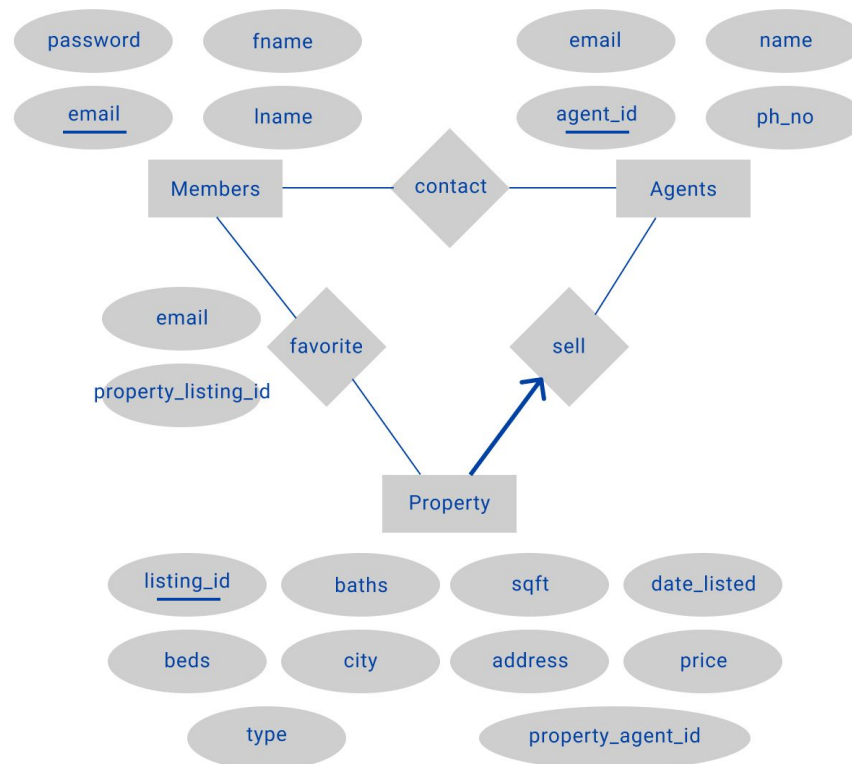 password
fname
email
name
email
lname
agent_id
ph_no
Members
contact
Agents
email
favorite
sell
property_listing_id
Property
listing_id
baths
sqft
date_listed
beds
city
address
price
type
property_agent_id